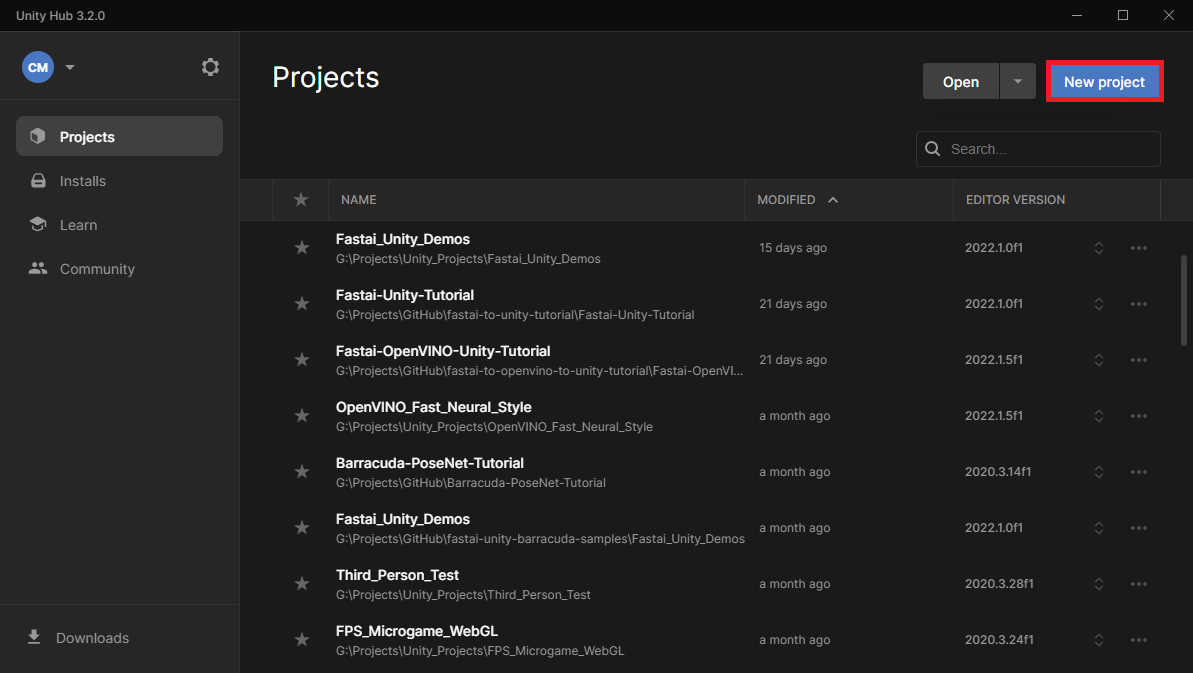 Unity Hub 3.2.0
CM
Projects
Installs
Learn
Community
Downloads
Projects
Open
New project
Search...
NAME MODIFIED EDITOR VERSION
Fastai_Unity_Demos 15 days ago 2022.1.0f1
G:\Projects\Unity_Projects\Fastai_Unity_Demos
Fastai-Unity-Tutorial 21 days ago 2022.1.0f1
G:\Projects\GitHub\fastai-to-unity-tutorial\Fastai-Unity-Tutorial
Fastai-OpenVINO-Unity-Tutorial 21 days ago 2022.1.5f1
G:\Projects\GitHub\fastai-to-openvino-to-unity-tutorial\Fastai-OpenVI...
OpenVINO_Fast_Neural_Style a month ago 2022.1.5f1
G:\Projects\Unity_Projects\OpenVINO_Fast_Neural_Style
Barracuda-PoseNet-Tutorial a month ago 2020.3.14f1
G:\Projects\GitHub\Barracuda-PoseNet-Tutorial
Fastai_Unity_Demos a month ago 2022.1.0f1
G:\Projects\GitHub\fastai-unity-barracuda-samples\Fastai_Unity_Demos
Third_Person_Test a month ago 2020.3.28f1
G:\Projects\Unity_Projects\Third_Person_Test
FPS_Microgame_WebGL a month ago 2020.3.24f1
G:\Projects\Unity_Projects\FPS_Microgame_WebGL